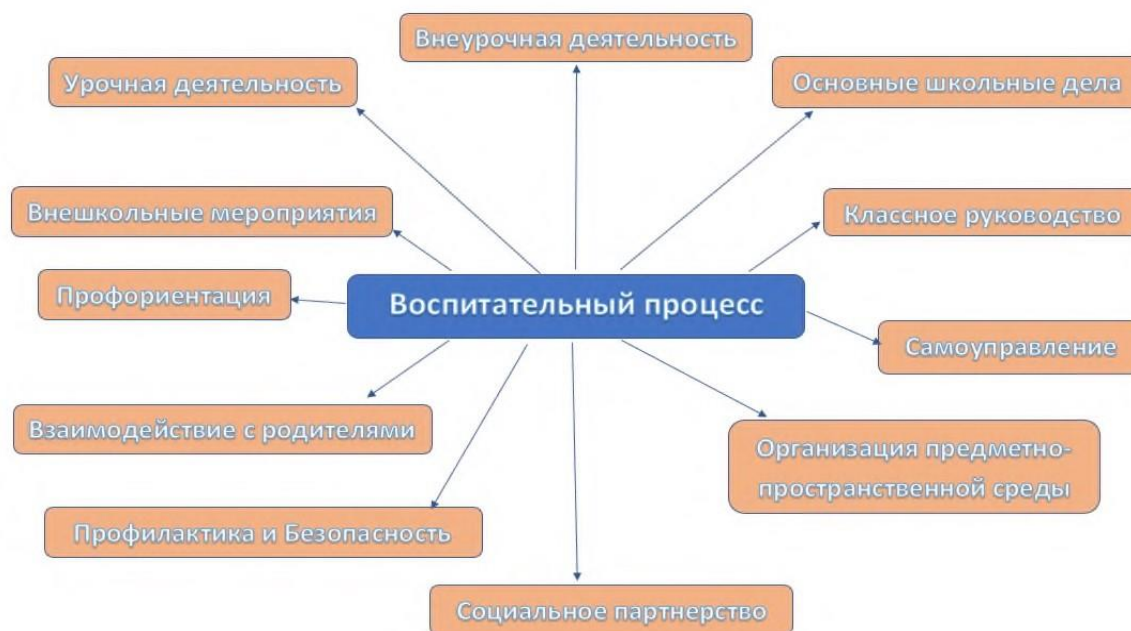 Внеурочная деятельность
Урочная деятельность
Основные школьные дела
Внешкольные мероприятия
Классное руководство
Профориентация
Воспитательный процесс
Самоуправление
Взаимодействие с родителями
Организация предметно-
пространственной среды
Профилактика и Безопасность
Социальное партнерство